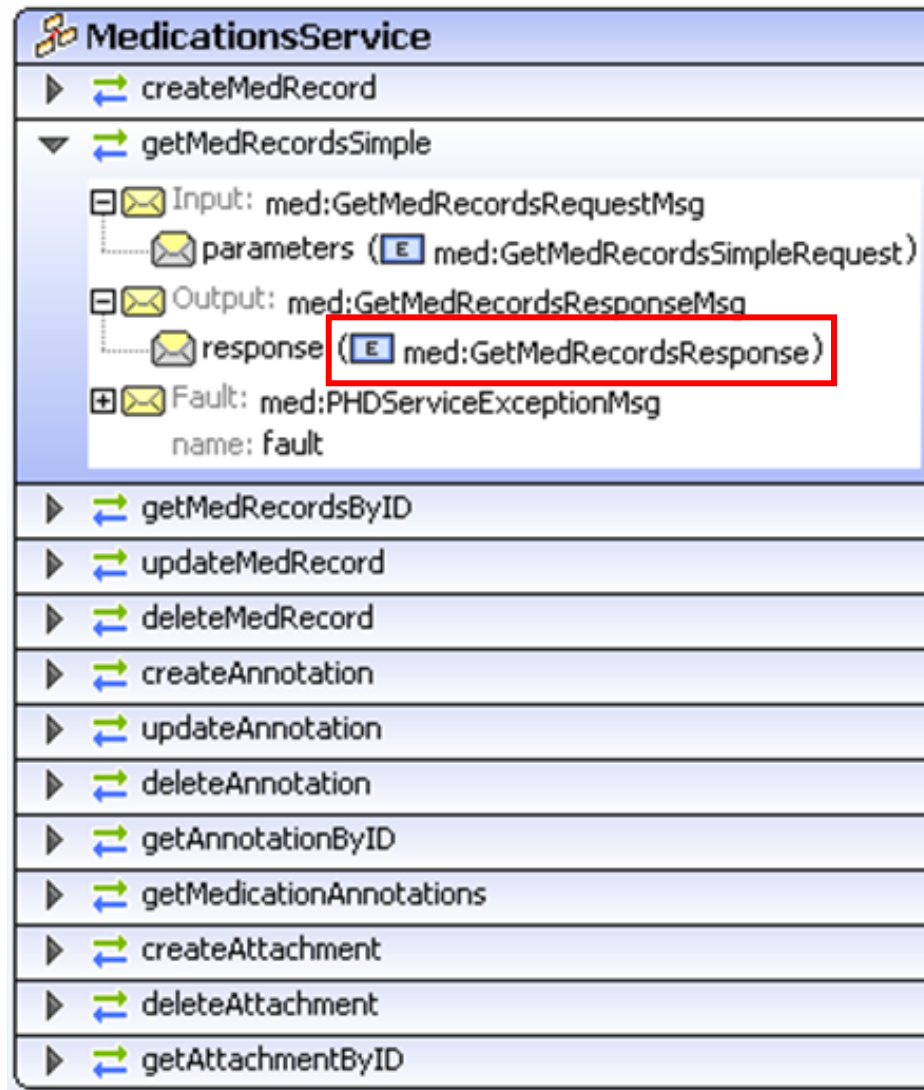 MedicationsService
createMedRecord
getMedRecordsSimple
Input: med:GetMedRecordsRequestMsg
parameters (E med:GetMedRecordsSimpleRequest)
Output: med:GetMedRecordsResponseMsg
response (E med:GetMedRecordsResponse)
Fault: med:PHDServiceExceptionMsg
name: fault
getMedRecordsByID
updateMedRecord
deleteMedRecord
createAnnotation
updateAnnotation
deleteAnnotation
getAnnotationByID
getMedicationAnnotations
createAttachment
deleteAttachment
getAttachmentByID